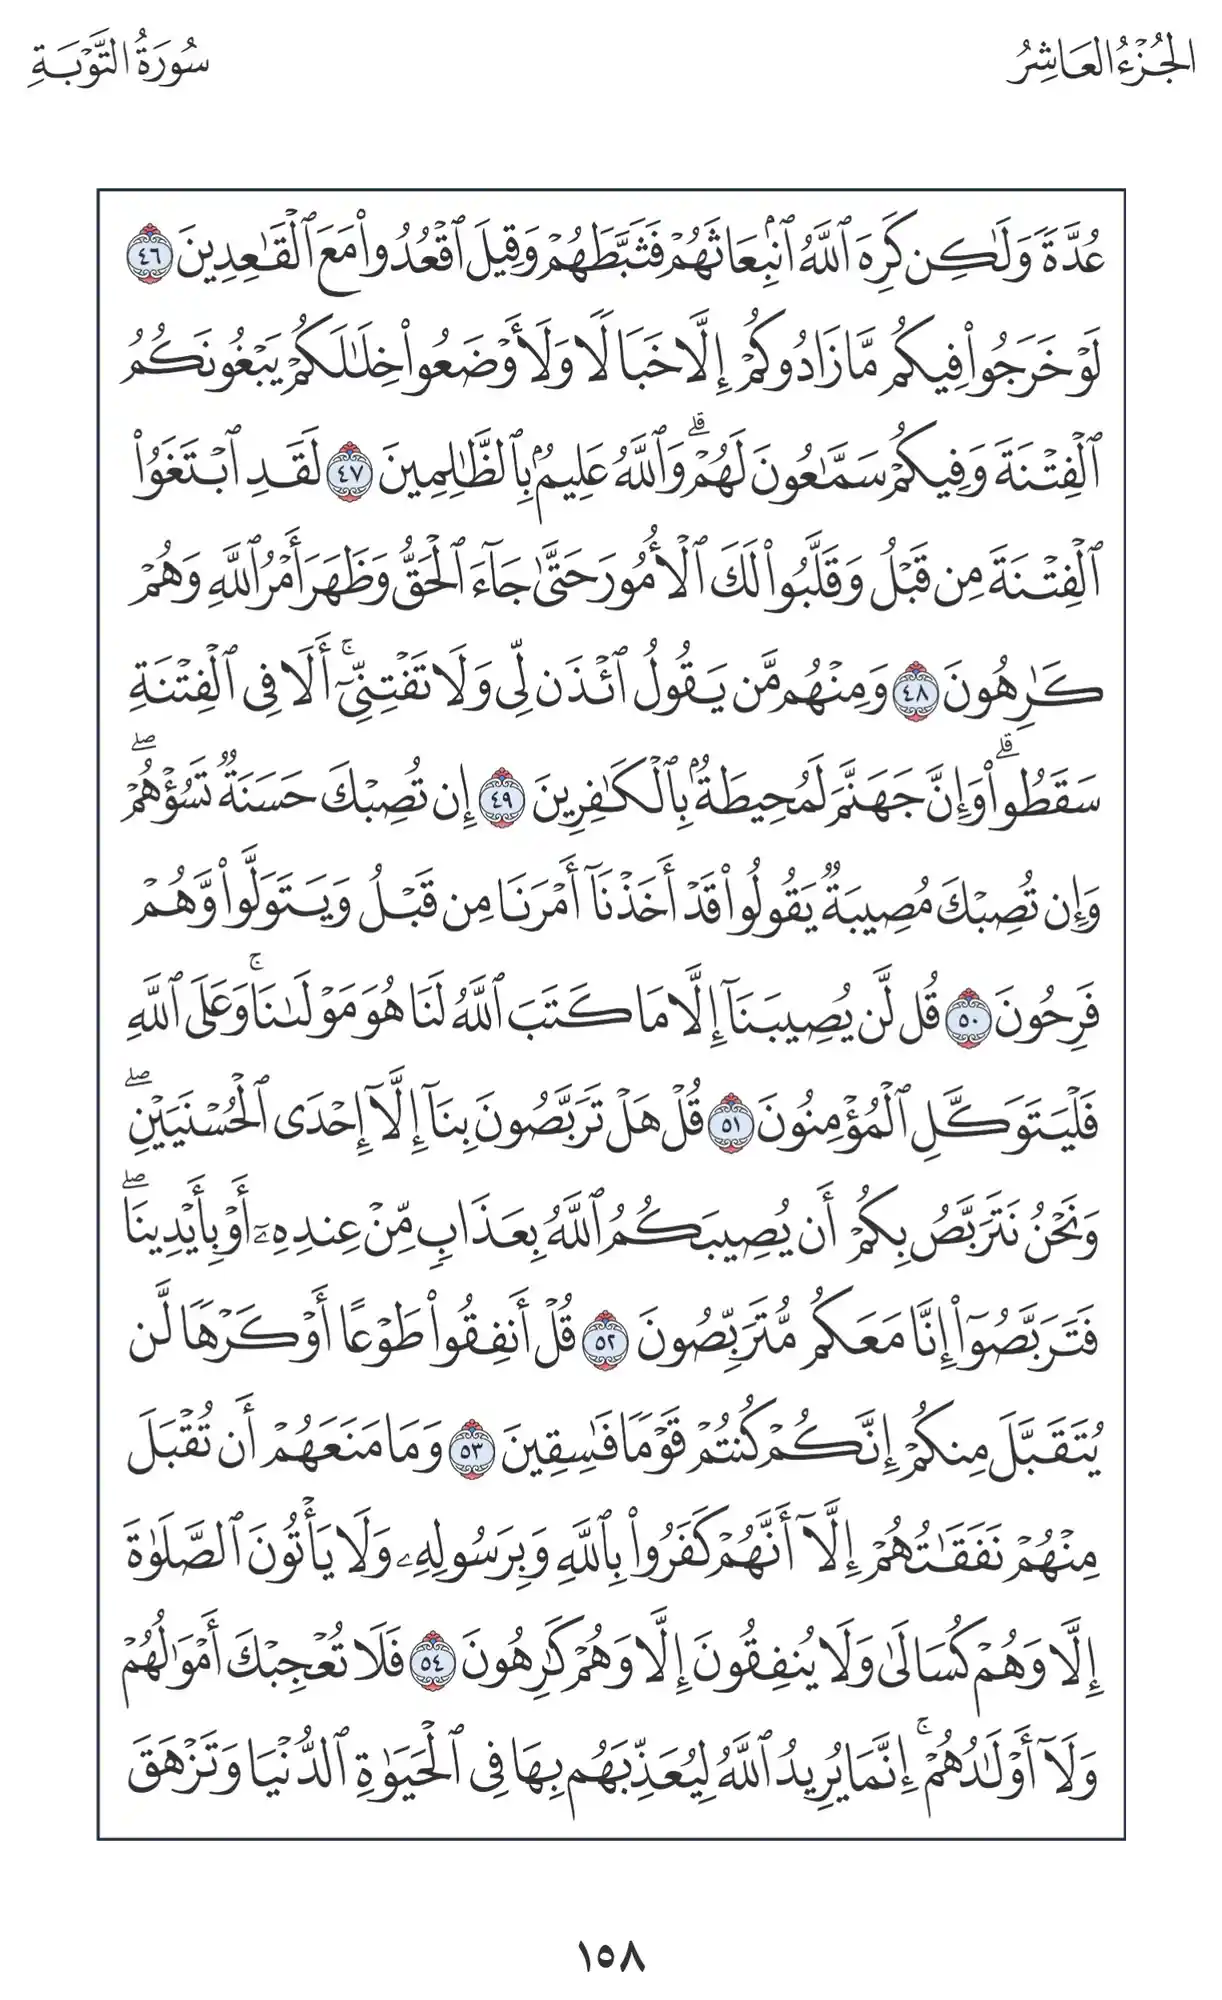 الجُزْءُ العَاشِرُ
سُورَةُ التَّوْبَةِ
عُدَّةً وَلَٰكِن كَرِهَ ٱللَّهُ ٱنۢبِعَاثَهُمْ فَثَبَّطَهُمْ وَقِيلَ ٱقْعُدُوا۟ مَعَ ٱلْقَٰعِدِينَ ٤٦
لَوْ خَرَجُوا۟ فِيكُم مَّا زَادُوكُمْ إِلَّا خَبَالًا وَلَأَوْضَعُوا۟ خِلَٰلَكُمْ يَبْغُونَكُمُ
ٱلْفِتْنَةَ وَفِيكُمْ سَمَّٰعُونَ لَهُمْ ۗ وَٱللَّهُ عَلِيمٌۢ بِٱلظَّٰلِمِينَ ٤٧ لَقَدِ ٱبْتَغَوُا۟
ٱلْفِتْنَةَ مِن قَبْلُ وَقَلَّبُوا۟ لَكَ ٱلْأُمُورَ حَتَّىٰ جَآءَ ٱلْحَقُّ وَظَهَرَ أَمْرُ ٱللَّهِ وَهُمْ
كَٰرِهُونَ ٤٨ وَمِنْهُم مَّن يَقُولُ ٱئْذَن لِّى وَلَا تَفْتِنِّىٓ ۚ أَلَا فِى ٱلْفِتْنَةِ
سَقَطُوا۟ ۗ وَإِنَّ جَهَنَّمَ لَمُحِيطَةٌۢ بِٱلْكَٰفِرِينَ ٤٩ إِن تُصِبْكَ حَسَنَةٌ تَسُؤْهُمْ ۖ
وَإِن تُصِبْكَ مُصِيبَةٌ يَقُولُوا۟ قَدْ أَخَذْنَآ أَمْرَنَا مِن قَبْلُ وَيَتَوَلَّوا۟ وَّهُمْ
فَرِحُونَ ٥٠ قُل لَّن يُصِيبَنَآ إِلَّا مَا كَتَبَ ٱللَّهُ لَنَا هُوَ مَوْلَىٰنَا ۚ وَعَلَى ٱللَّهِ
فَلْيَتَوَكَّلِ ٱلْمُؤْمِنُونَ ٥١ قُلْ هَلْ تَرَبَّصُونَ بِنَآ إِلَّآ إِحْدَى ٱلْحُسْنَيَيْنِ ۖ
وَنَحْنُ نَتَرَبَّصُ بِكُمْ أَن يُصِيبَكُمُ ٱللَّهُ بِعَذَابٍ مِّنْ عِندِهِۦٓ أَوْ بِأَيْدِينَا ۖ
فَتَرَبَّصُوٓا۟ إِنَّا مَعَكُم مُّتَرَبِّصُونَ ٥٢ قُلْ أَنفِقُوا۟ طَوْعًا أَوْ كَرْهًا لَّن
يُتَقَبَّلَ مِنكُمْ إِنَّكُمْ كُنتُمْ قَوْمًا فَٰسِقِينَ ٥٣ وَمَا مَنَعَهُمْ أَن تُقْبَلَ
مِنْهُمْ نَفَقَٰتُهُمْ إِلَّآ أَنَّهُمْ كَفَرُوا۟ بِٱللَّهِ وَبِرَسُولِهِۦ وَلَا يَأْتُونَ ٱلصَّلَوٰةَ
إِلَّا وَهُمْ كُسَالَىٰ وَلَا يُنفِقُونَ إِلَّا وَهُمْ كَٰرِهُونَ ٥٤ فَلَا تُعْجِبْكَ أَمْوَٰلُهُمْ
وَلَآ أَوْلَٰدُهُمْ ۚ إِنَّمَا يُرِيدُ ٱللَّهُ لِيُعَذِّبَهُم بِهَا فِى ٱلْحَيَوٰةِ ٱلدُّنْيَا وَتَزْهَقَ
١٥٨